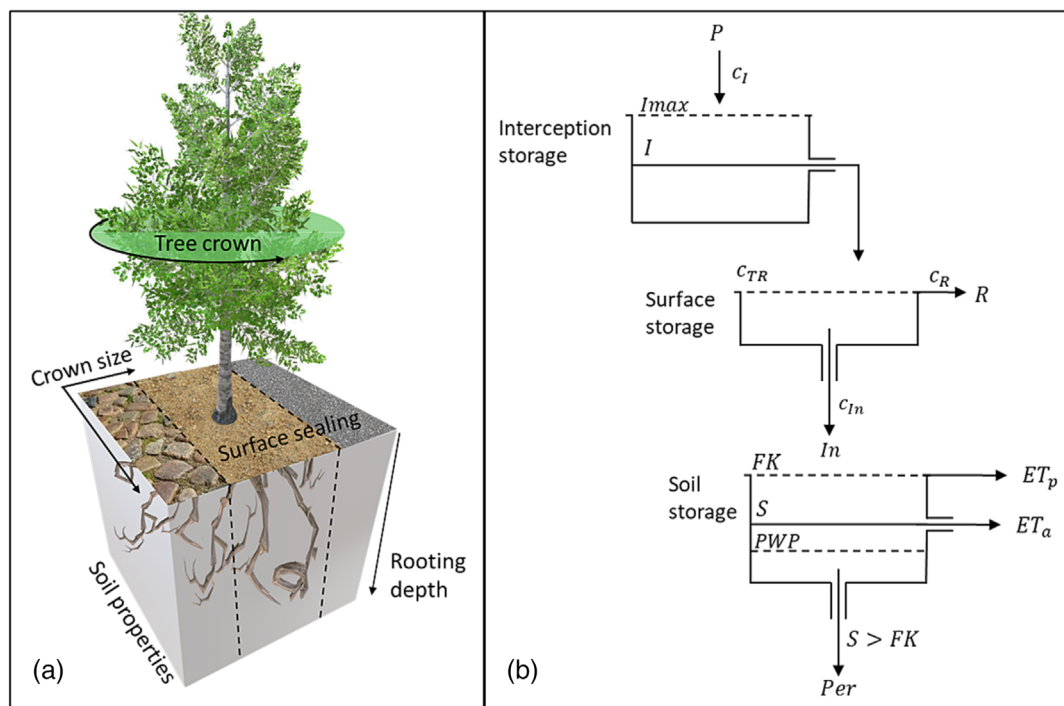 Tree crown
Crown size
Surface sealing
Rooting
depth
Soil properties
(a)
P
c_I
Imax
Interception
storage
I
c_TR
c_R
R
Surface
storage
c_In
In
FK
ET_p
Soil
storage
S
ET_a
PWP
S > FK
Per
(b)